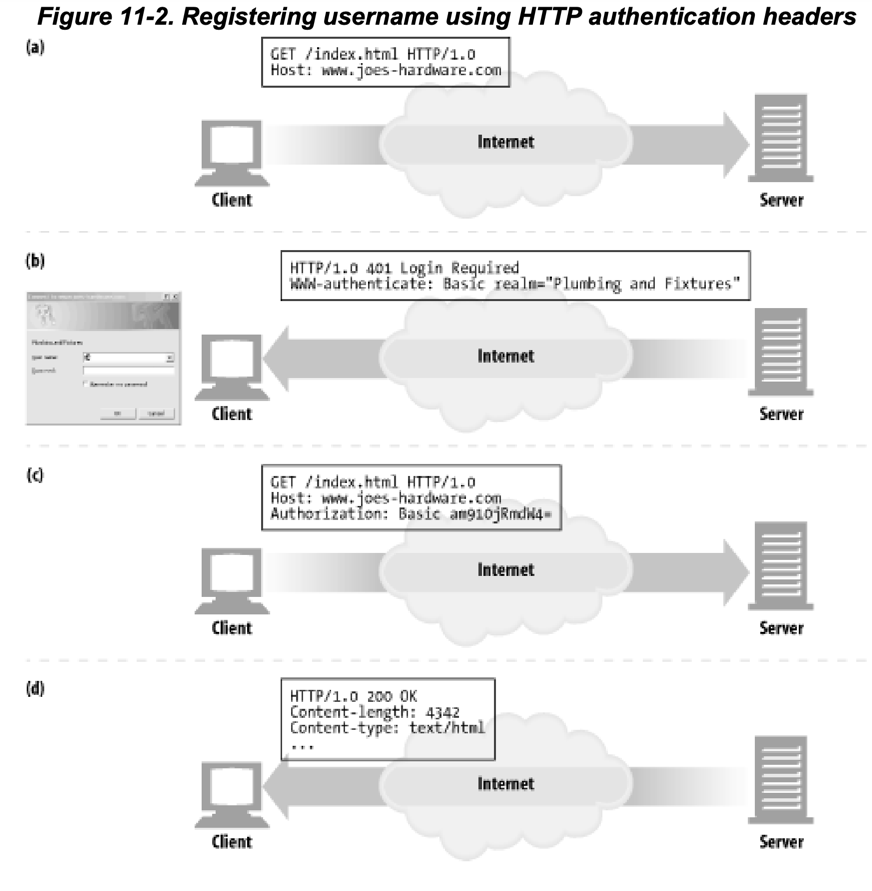 Figure 11-2. Registering username using HTTP authentication headers
(a)
GET /index.html HTTP/1.0
Host: www.joes-hardware.com
Internet
Client
Server
(b)
HTTP/1.0 401 Login Required
WWW-authenticate: Basic realm="Plumbing and Fixtures"
Plumbing and Fixtures
User name:
Password:
Remember my password
OK
Cancel
Internet
Client
Server
(c)
GET /index.html HTTP/1.0
Host: www.joes-hardware.com
Authorization: Basic am910jRmdW4=
Internet
Client
Server
(d)
HTTP/1.0 200 OK
Content-length: 4342
Content-type: text/html
...
Internet
Client
Server